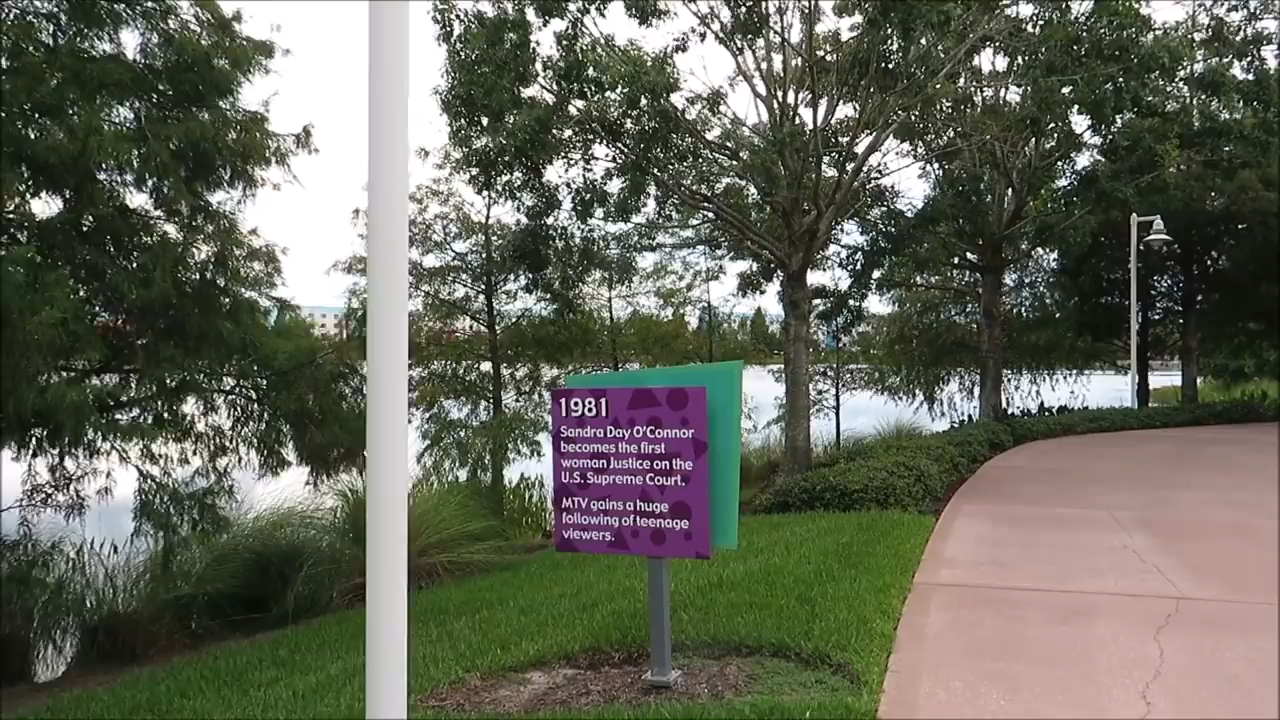 1981
Sandra Day O'Connor
becomes the first
woman Justice on the
U.S. Supreme Court.
MTV gains a huge
following of teenage
viewers.